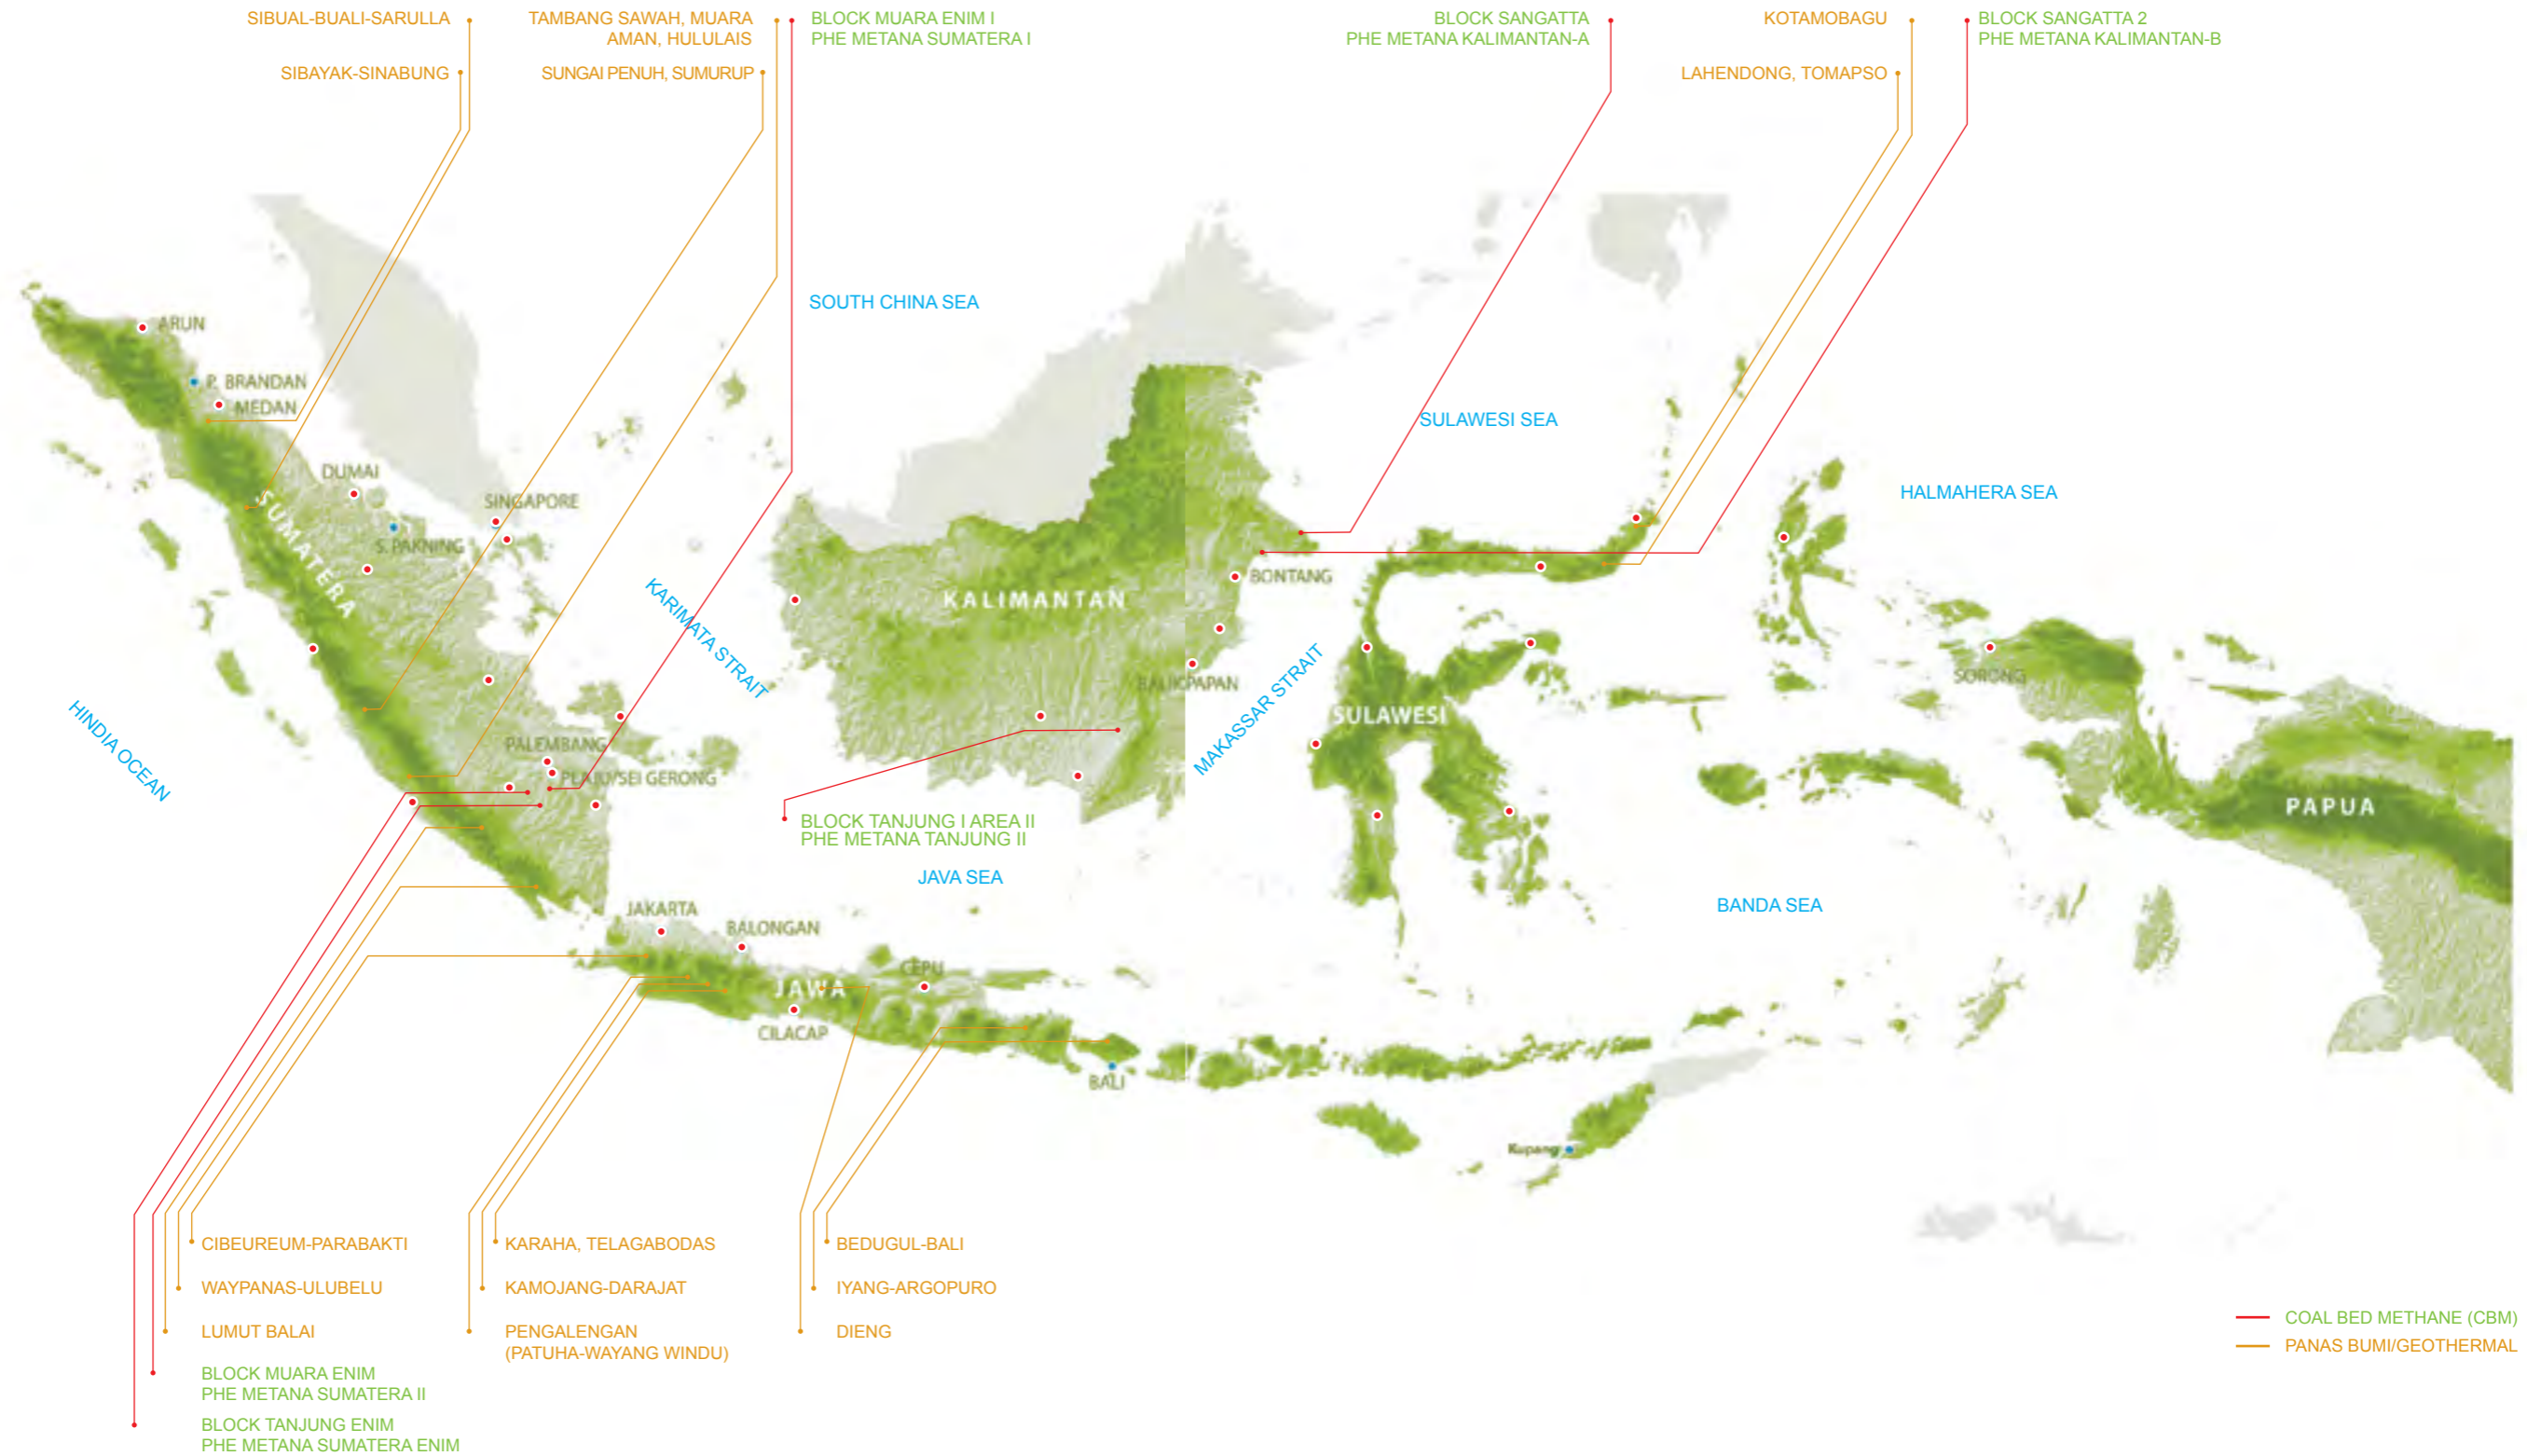 SIBUAL-BUALI-SARULLA
SIBAYAK-SINABUNG
TAMBANG SAWAH, MUARA
AMAN, HULULAIS
SUNGAI PENUH, SUMURUP
BLOCK MUARA ENIM I
PHE METANA SUMATERA I
BLOCK SANGATTA
PHE METANA KALIMANTAN-A
KOTAMOBAGU
LAHENDONG, TOMAPSO
BLOCK SANGATTA 2
PHE METANA KALIMANTAN-B
SOUTH CHINA SEA
ARUN
P. BRANDAN
MEDAN
SULAWESI SEA
DUMAI
SINGAPORE
HALMAHERA SEA
SUMATERA
S. PAKNING
BONTANG
KALIMANTAN
KARIMATA STRAIT
SORONG
BALIKPAPAN
MAKASSAR STRAIT
SULAWESI
HINDIA OCEAN
PALEMBANG
PLAJU/SEI GERONG
PAPUA
BLOCK TANJUNG I AREA II
PHE METANA TANJUNG II
JAVA SEA
BANDA SEA
JAKARTA
BALONGAN
CEPU
JAWA
CILACAP
BALI
Kupang
CIBEUREUM-PARABAKTI
WAYPANAS-ULUBELU
LUMUT BALAI
BLOCK MUARA ENIM
PHE METANA SUMATERA II
BLOCK TANJUNG ENIM
PHE METANA SUMATERA ENIM
KARAHA, TELAGABODAS
KAMOJANG-DARAJAT
PENGALENGAN
(PATUHA-WAYANG WINDU)
BEDUGUL-BALI
IYANG-ARGOPURO
DIENG
COAL BED METHANE (CBM)
PANAS BUMI/GEOTHERMAL